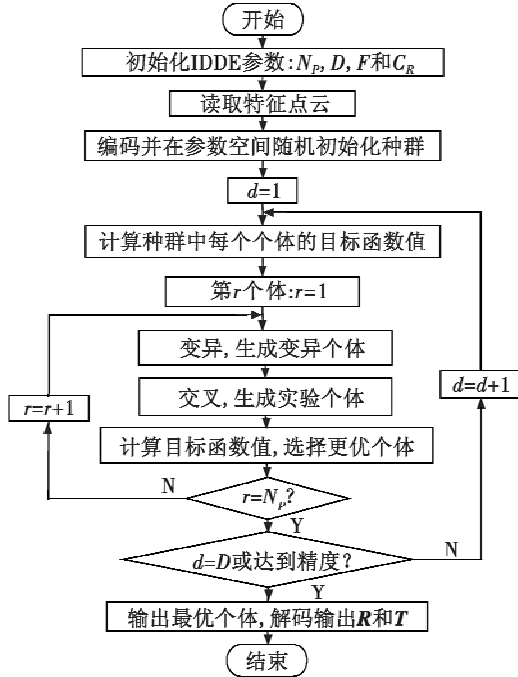 开始
初始化IDDE参数:N_P, D, F和C_R
读取特征点云
编码并在参数空间随机初始化种群
d=1
计算种群中每个个体的目标函数值
第r个体:r=1
变异,生成变异个体
交叉,生成实验个体
d=d+1
r=r+1
计算目标函数值,选择更优个体
N
r=N_P?
Y
N
d=D或达到精度?
Y
输出最优个体,解码输出R和T
结束